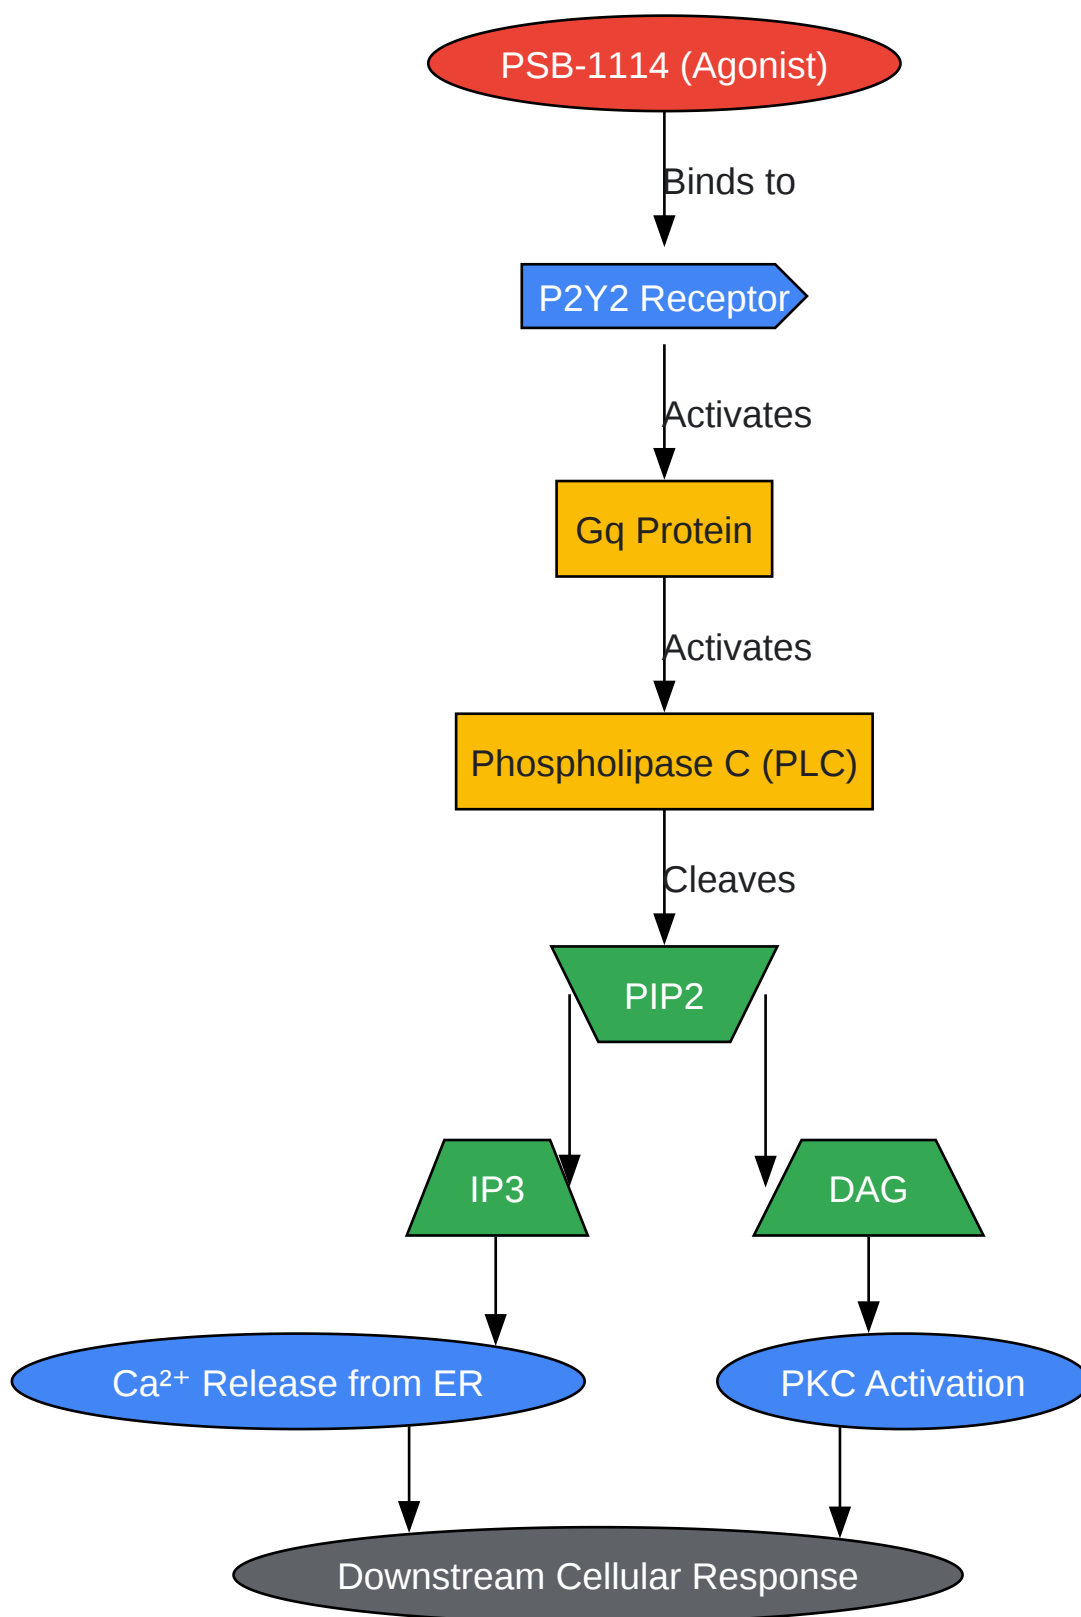 PSB-1114 (Agonist)
Binds to
P2Y2 Receptor
Activates
Gq Protein
Activates
Phospholipase C (PLC)
Cleaves
PIP2
IP3
DAG
Ca²⁺ Release from ER
PKC Activation
Downstream Cellular Response